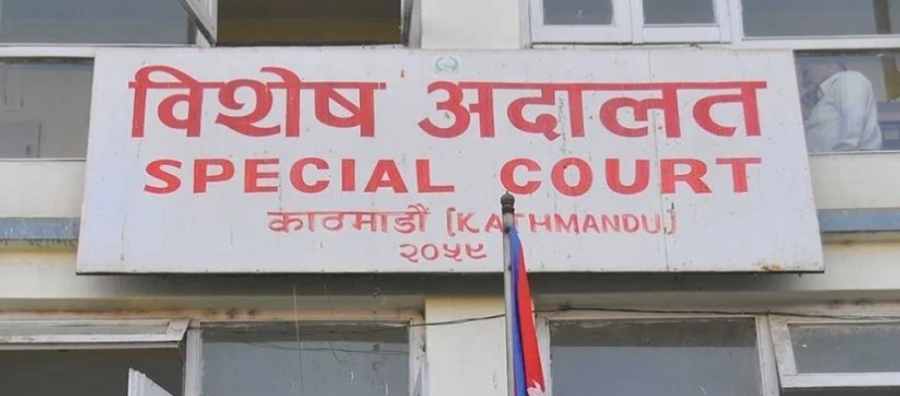 विशेष अदालत
SPECIAL COURT
काठमाडौं [KATHMANDU]
२०५९